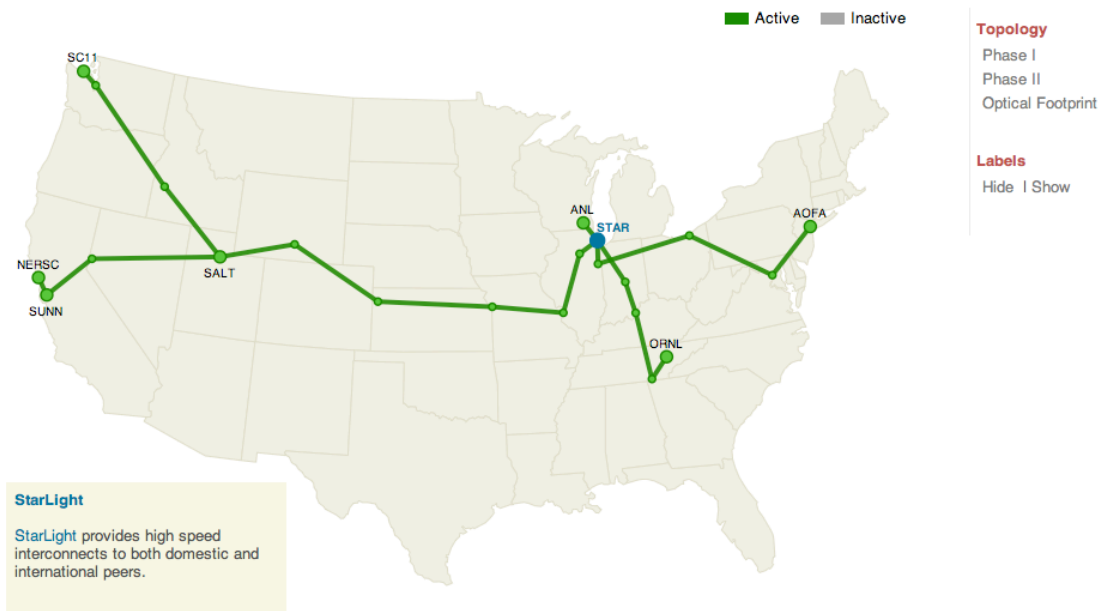 Active
Inactive
Topology
Phase I
Phase II
Optical Footprint
Labels
Hide | Show
SC11
NERSC
SUNN
SALT
ANL
STAR
AOFA
ORNL
StarLight
StarLight provides high speed
interconnects to both domestic and
international peers.